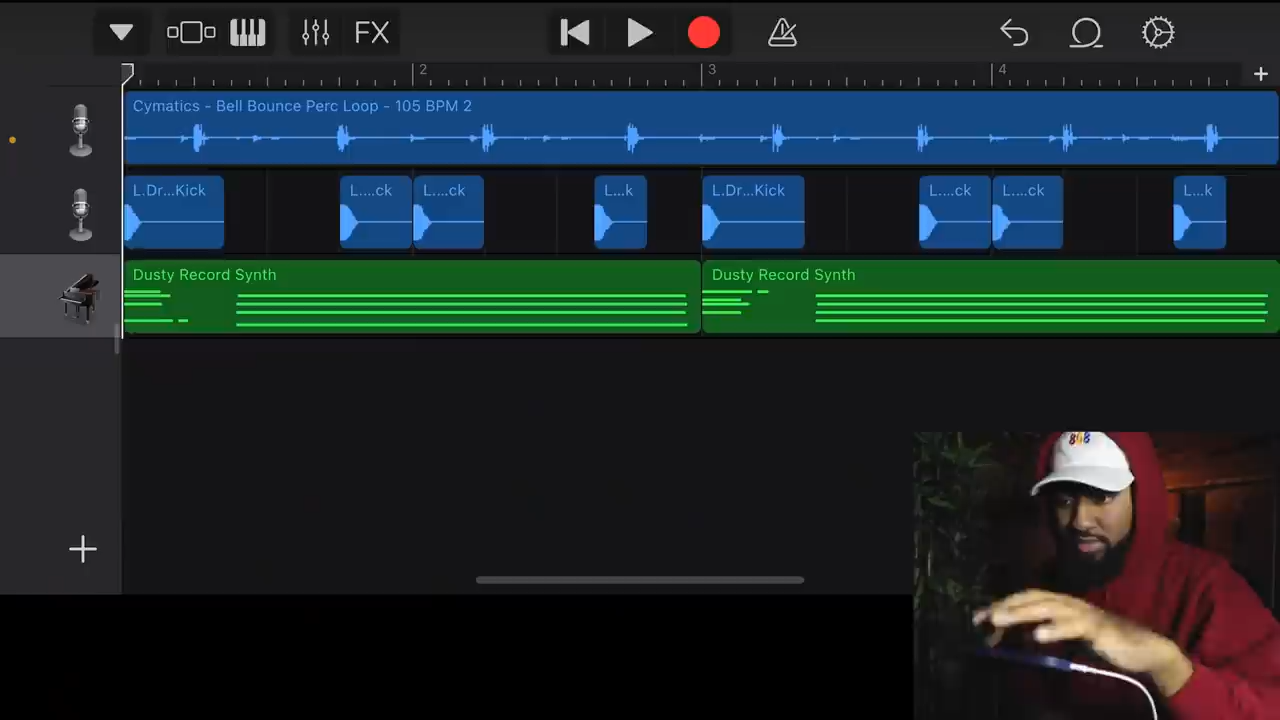 FX
2
3
4
Cymatics - Bell Bounce Perc Loop - 105 BPM 2
L.Dr...Kick
L....ck
L....ck
L...k
L.Dr...Kick
L....ck
L....ck
L...k
Dusty Record Synth
Dusty Record Synth
808